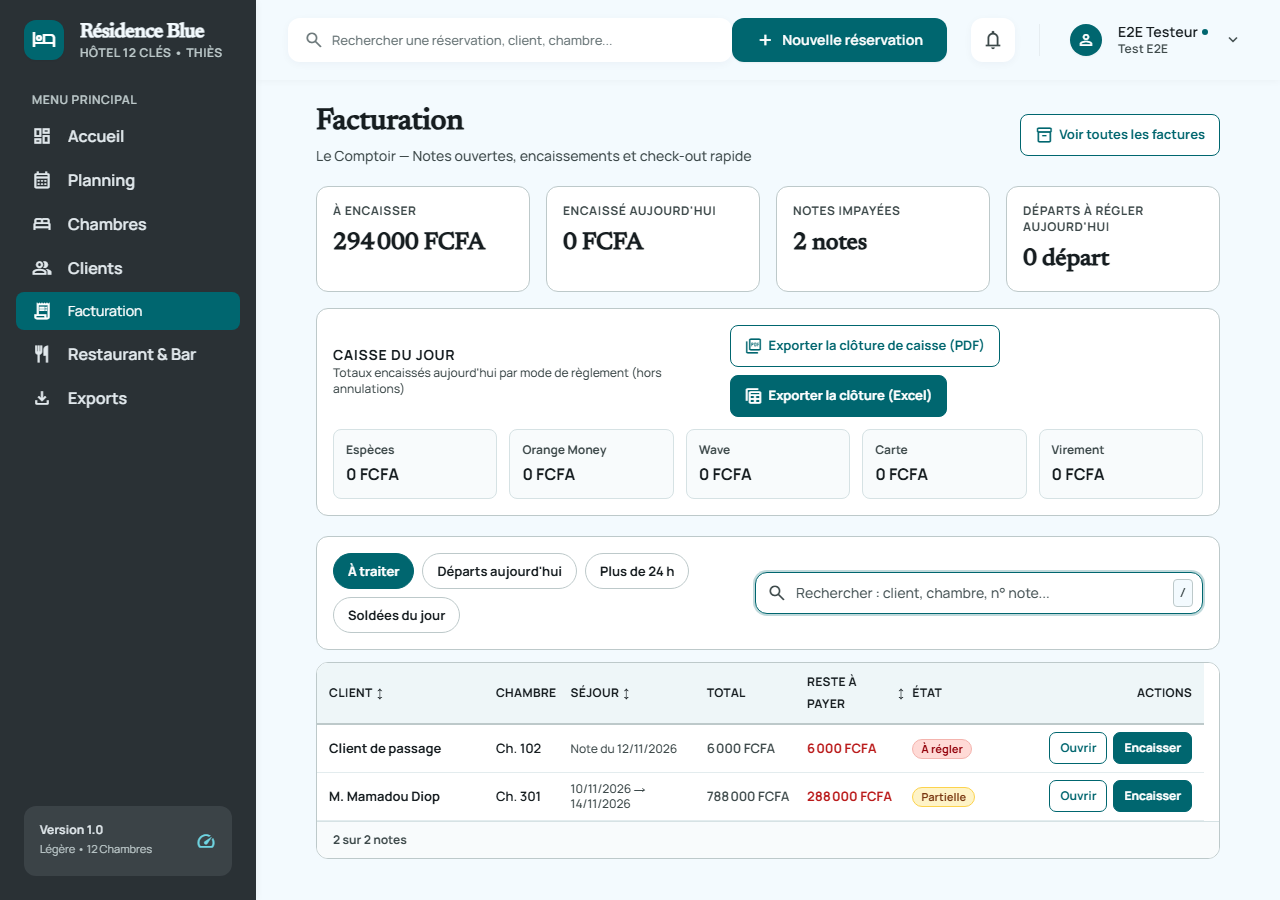 Résidence Blue
HÔTEL 12 CLÉS • THIÈS
MENU PRINCIPAL
Accueil
Planning
Chambres
Clients
Facturation
Restaurant & Bar
Exports
Version 1.0
Légère • 12 Chambres
Rechercher une réservation, client, chambre...
Nouvelle réservation
E2E Testeur
Test E2E
Facturation
Le Comptoir — Notes ouvertes, encaissements et check-out rapide
Voir toutes les factures
À ENCAISSER
294 000 FCFA
ENCAISSÉ AUJOURD'HUI
0 FCFA
NOTES IMPAYÉES
2 notes
DÉPARTS À RÉGLER
AUJOURD'HUI
0 départ
CAISSE DU JOUR
Totaux encaissés aujourd'hui par mode de règlement (hors
annulations)
Exporter la clôture de caisse (PDF)
Exporter la clôture (Excel)
Espèces
0 FCFA
Orange Money
0 FCFA
Wave
0 FCFA
Carte
0 FCFA
Virement
0 FCFA
À traiter
Départs aujourd'hui
Plus de 24 h
Soldées du jour
Rechercher : client, chambre, n° note...
/
CLIENT ↕ CHAMBRE SÉJOUR ↕ TOTAL RESTE À PAYER ↕ ÉTAT ACTIONS
Client de passage Ch. 102 Note du 12/11/2026 6 000 FCFA 6 000 FCFA À régler Ouvrir Encaisser
M. Mamadou Diop Ch. 301 10/11/2026 → 14/11/2026 788 000 FCFA 288 000 FCFA Partielle Ouvrir Encaisser
2 sur 2 notes